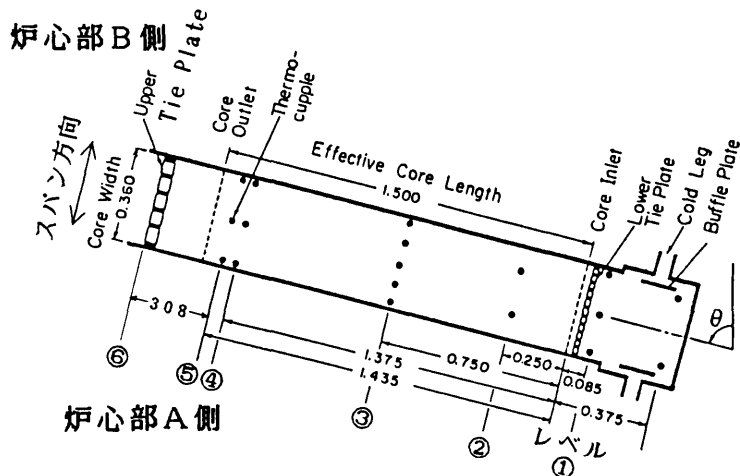 炉心部B側
Upper
Tie Plate
Core
Outlet
Thermo-
cupple
スパン方向
Core Width
0.360
Effective Core Length
1.500
Core Inlet
Lower
Tie Plate
Cold Leg
Buffle Plate
θ
308
1.375
1.435
0.750
0.250
0.085
0.375
⑥
⑤④
③
②
レベル
①
炉心部A側